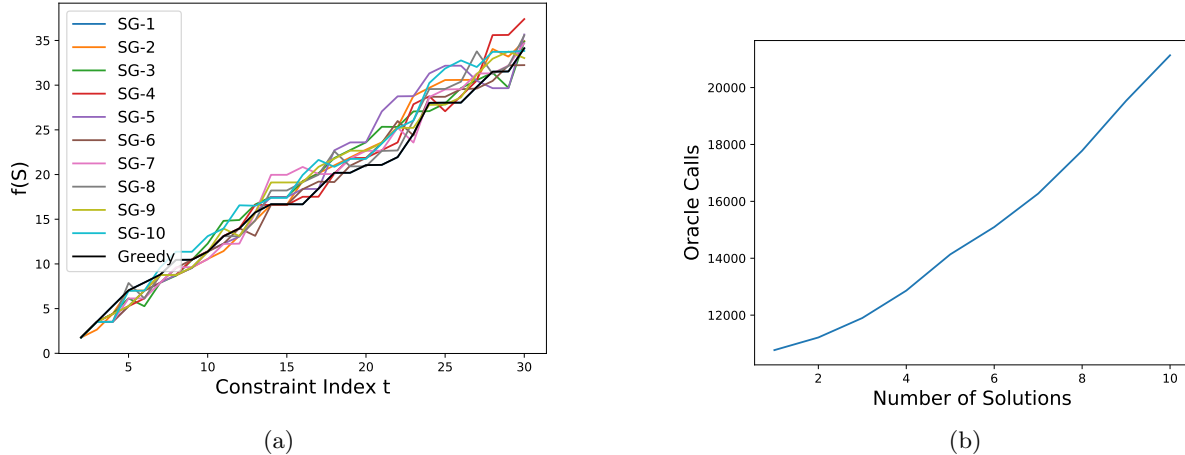 SG-1
SG-2
SG-3
SG-4
SG-5
SG-6
SG-7
SG-8
SG-9
SG-10
Greedy
f(S)
35
30
25
20
15
10
5
0
5
10
15
20
25
30
Constraint Index t
(a)
Oracle Calls
20000
18000
16000
14000
12000
2
4
6
8
10
Number of Solutions
(b)